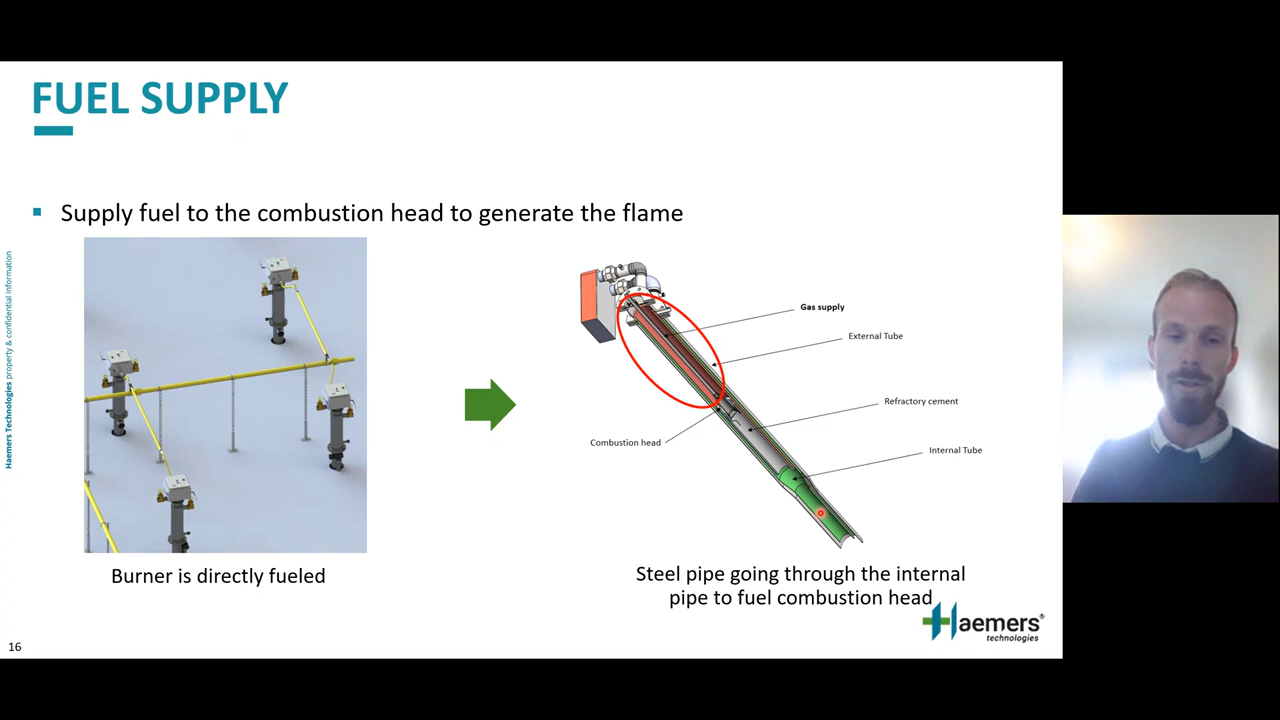 FUEL SUPPLY
Supply fuel to the combustion head to generate the flame
Haemers Technologies property & confidential information
Gas supply
External Tube
Refractory cement
Combustion head
Internal Tube
Burner is directly fueled
Steel pipe going through the internal
pipe to fuel combustion head
Haemers®
technologies
16